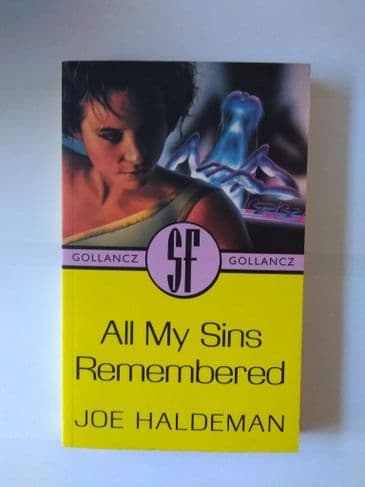 GOLLANCZ SF GOLLANCZ
All My Sins
Remembered
JOE HALDEMAN